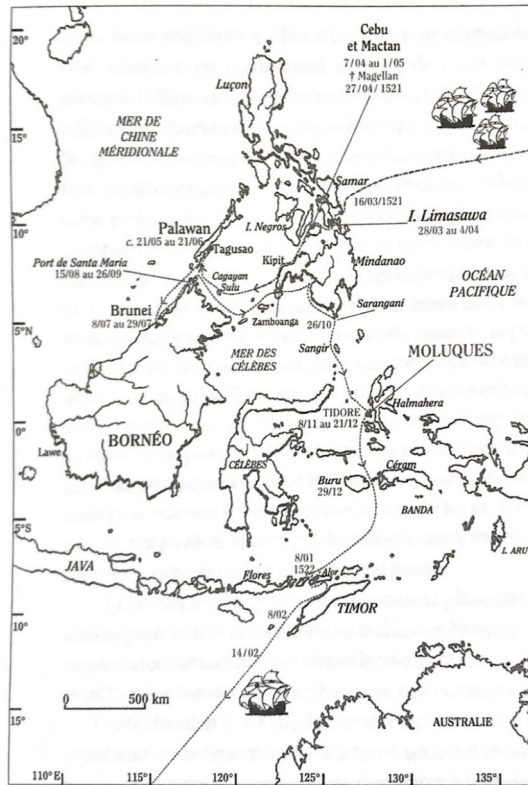 20°
Cebu
et Mactan
7/04 au 1/05
† Magellan
27/04/1521
Luçon
15°
MER DE
CHINE
MÉRIDIONALE
Samar
16/03/1521
10°
Palawan
c. 21/05 au 21/06
I. Negros
I. Limasawa
28/03 au 4/04
Tagusao
Port de Santa Maria
15/08 au 26/09
Kipit
Mindanao
Cagayan
Sulu
OCÉAN
PACIFIQUE
Brunei
8/07 au 29/07
Zamboanga
Sarangani
26/10
5°N
MER DES
CÉLÈBES
Sangir
MOLUQUES
TIDORE
8/11 au 21/12
Halmahera
0°
BORNÉO
Lawe
CÉLÈBES
Buru
29/12
Céram
BANDA
5°S
I. ARU
JAVA
8/01
1522
Flores
Alor
10°
8/02
TIMOR
14/02
15°
0
500 km
AUSTRALIE
110°E
115°
120°
125°
130°
135°